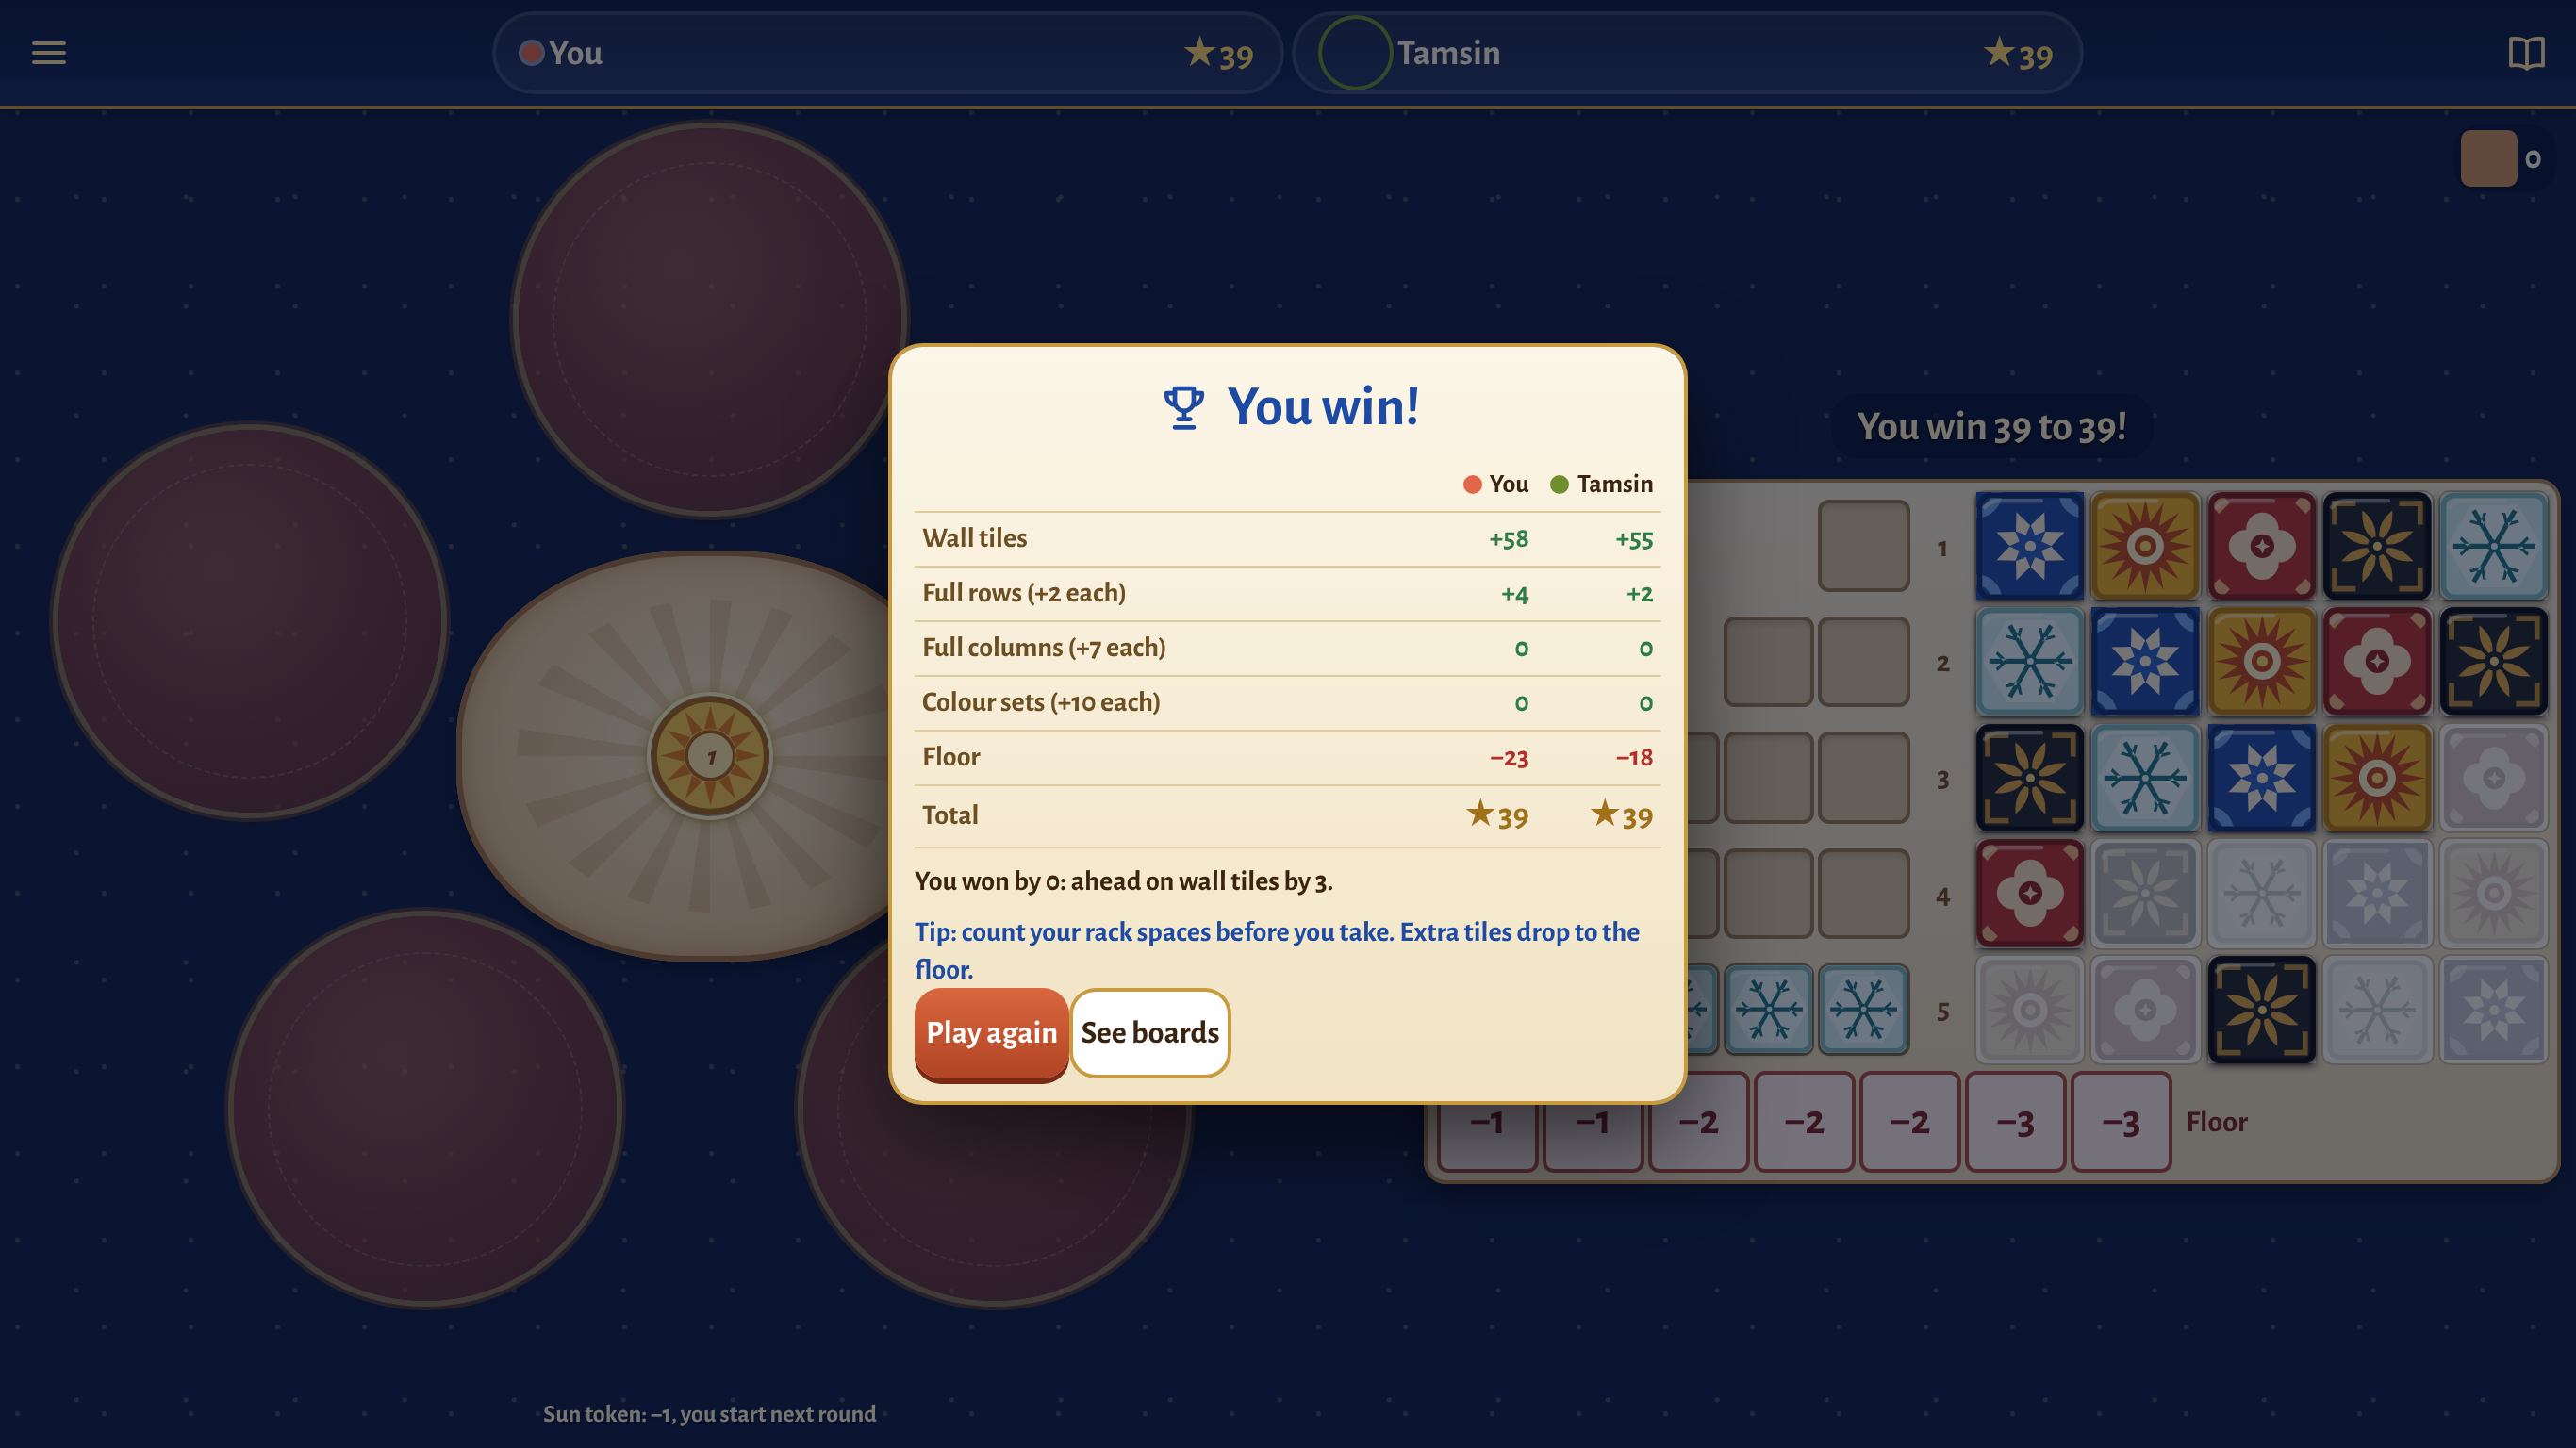 You ★39 Tamsin ★39
0
You win!
You win 39 to 39!
You Tamsin
Wall tiles +58 +55
Full rows (+2 each) +4 +2
Full columns (+7 each) 0 0
Colour sets (+10 each) 0 0
Floor −23 −18
Total ★39 ★39
You won by 0: ahead on wall tiles by 3.
Tip: count your rack spaces before you take. Extra tiles drop to the
floor.
Play again See boards
1
1
2
3
4
5
−1 −1 −2 −2 −2 −3 −3 Floor
Sun token: −1, you start next round